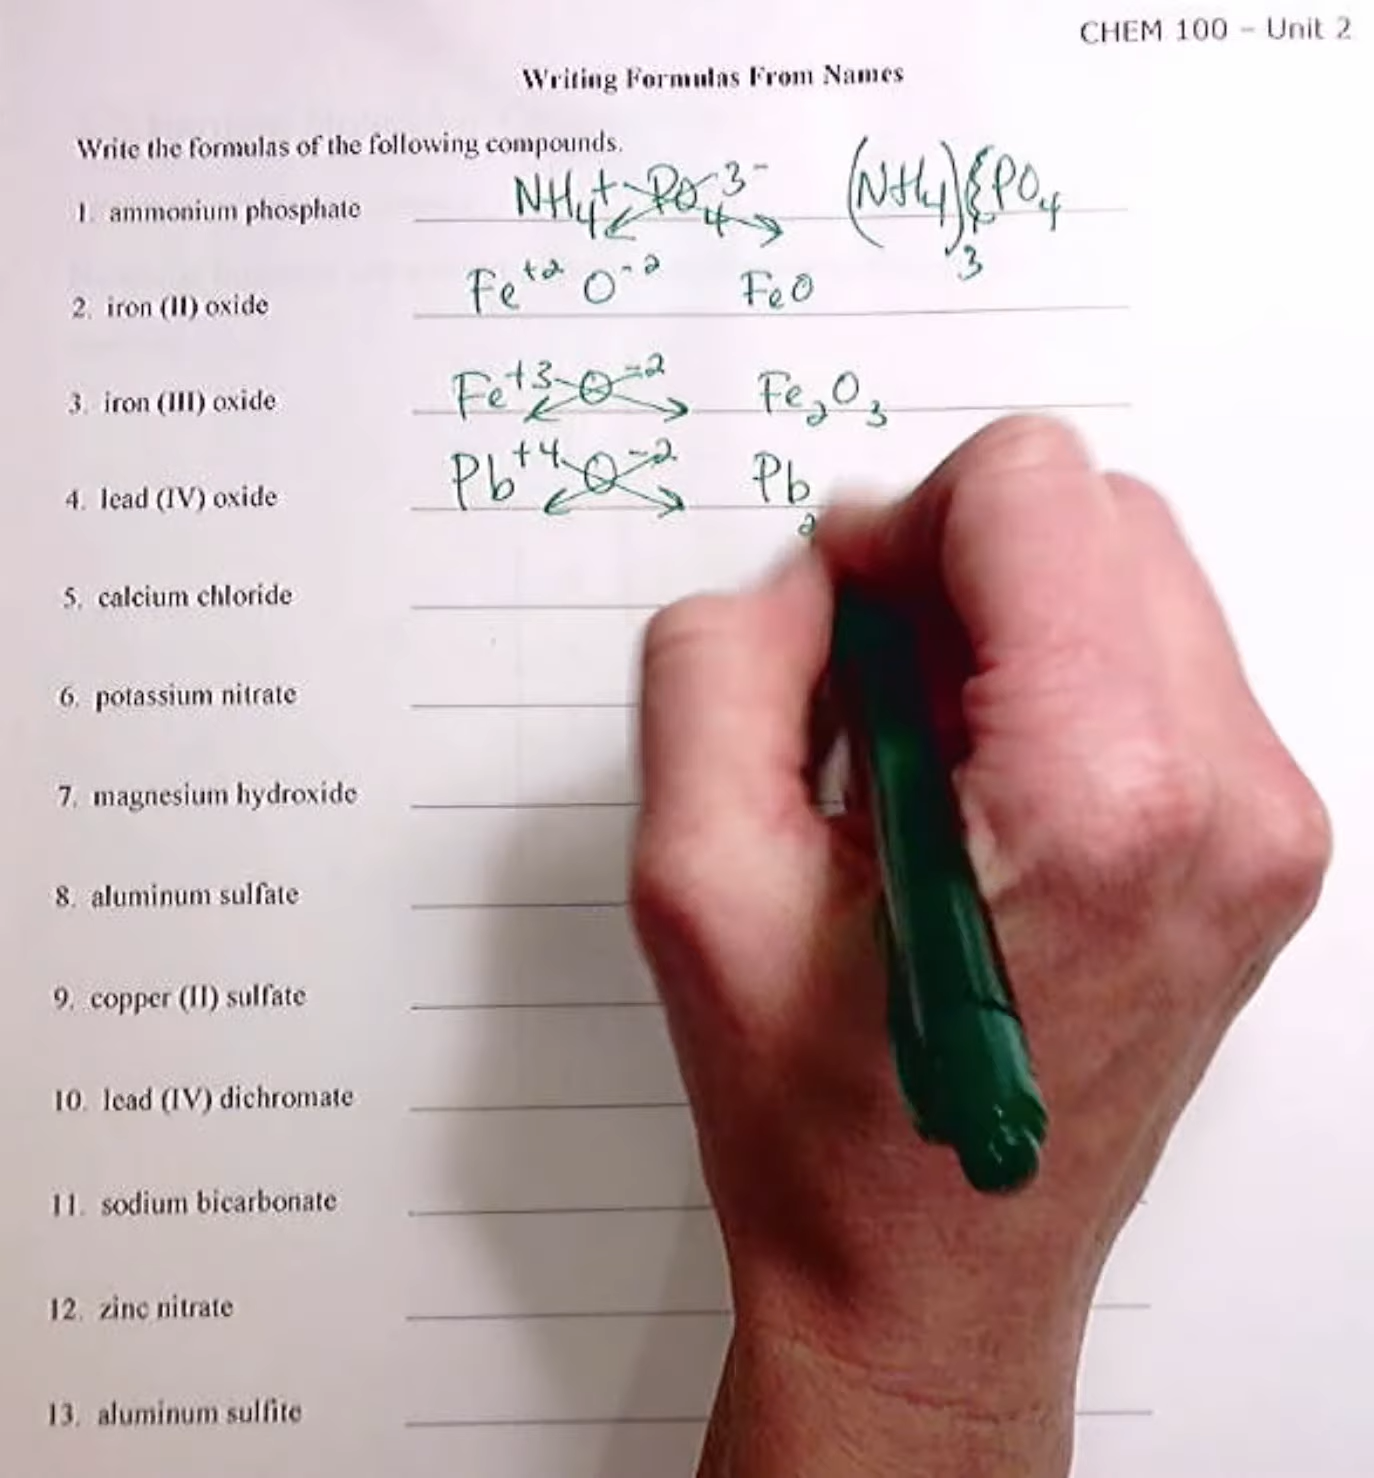 CHEM 100 – Unit 2
Writing Formulas From Names
Write the formulas of the following compounds.
1. ammonium phosphate NH₄⁺ PO₄³⁻ (NH₄)₃PO₄
2. iron (II) oxide Fe⁺² O⁻² FeO
3. iron (III) oxide Fe⁺³ O⁻² Fe₂O₃
4. lead (IV) oxide Pb⁺⁴ O⁻² Pb₂
5. calcium chloride
6. potassium nitrate
7. magnesium hydroxide
8. aluminum sulfate
9. copper (II) sulfate
10. lead (IV) dichromate
11. sodium bicarbonate
12. zinc nitrate
13. aluminum sulfite